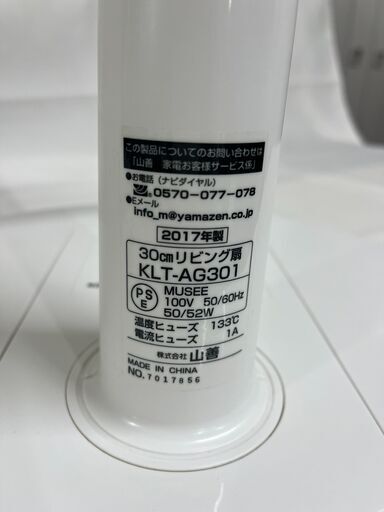 この製品についてのお問い合わせは
「山善 家電お客様サービス係」
●お電話（ナビダイヤル）
0570-077-078
●Eメール
info_m@yamazen.co.jp
2017年製
30cmリビング扇
KLT-AG301
PS
E
MUSEE
100V 50/60Hz
50/52W
温度ヒューズ 133℃
電流ヒューズ 1A
株式会社 山善
MADE IN CHINA
NO. 7017856